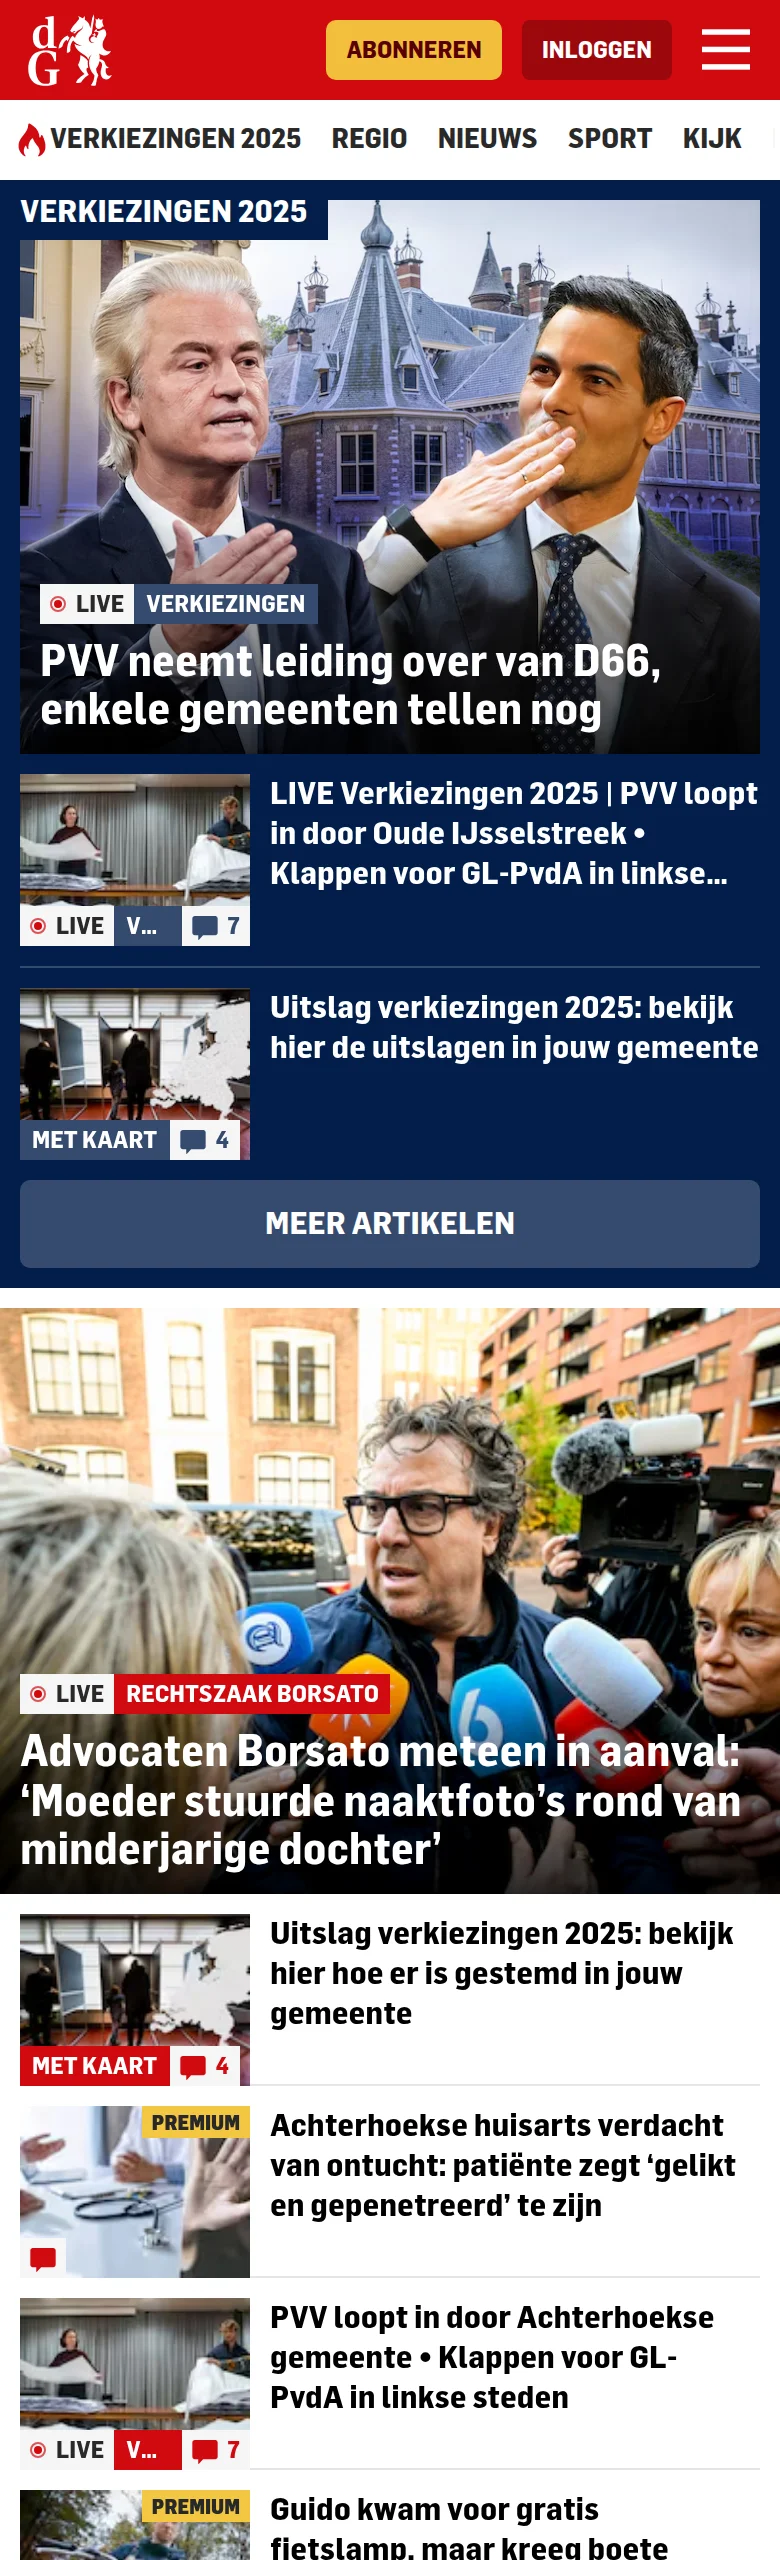 dG
ABONNEREN INLOGGEN
VERKIEZINGEN 2025 REGIO NIEUWS SPORT KIJK
VERKIEZINGEN 2025
LIVE VERKIEZINGEN
PVV neemt leiding over van D66,
enkele gemeenten tellen nog
LIVE Verkiezingen 2025 | PVV loopt
in door Oude IJsselstreek •
Klappen voor GL-PvdA in linkse...
LIVE V... 7
Uitslag verkiezingen 2025: bekijk
hier de uitslagen in jouw gemeente
MET KAART 4
MEER ARTIKELEN
6
LIVE RECHTSZAAK BORSATO
Advocaten Borsato meteen in aanval:
‘Moeder stuurde naaktfoto’s rond van
minderjarige dochter’
Uitslag verkiezingen 2025: bekijk
hier hoe er is gestemd in jouw
gemeente
MET KAART 4
PREMIUM
Achterhoekse huisarts verdacht
van ontucht: patiënte zegt ‘gelikt
en gepenetreerd’ te zijn
PVV loopt in door Achterhoekse
gemeente • Klappen voor GL-
PvdA in linkse steden
LIVE V... 7
PREMIUM
Guido kwam voor gratis
fietslamp, maar kreeg boete